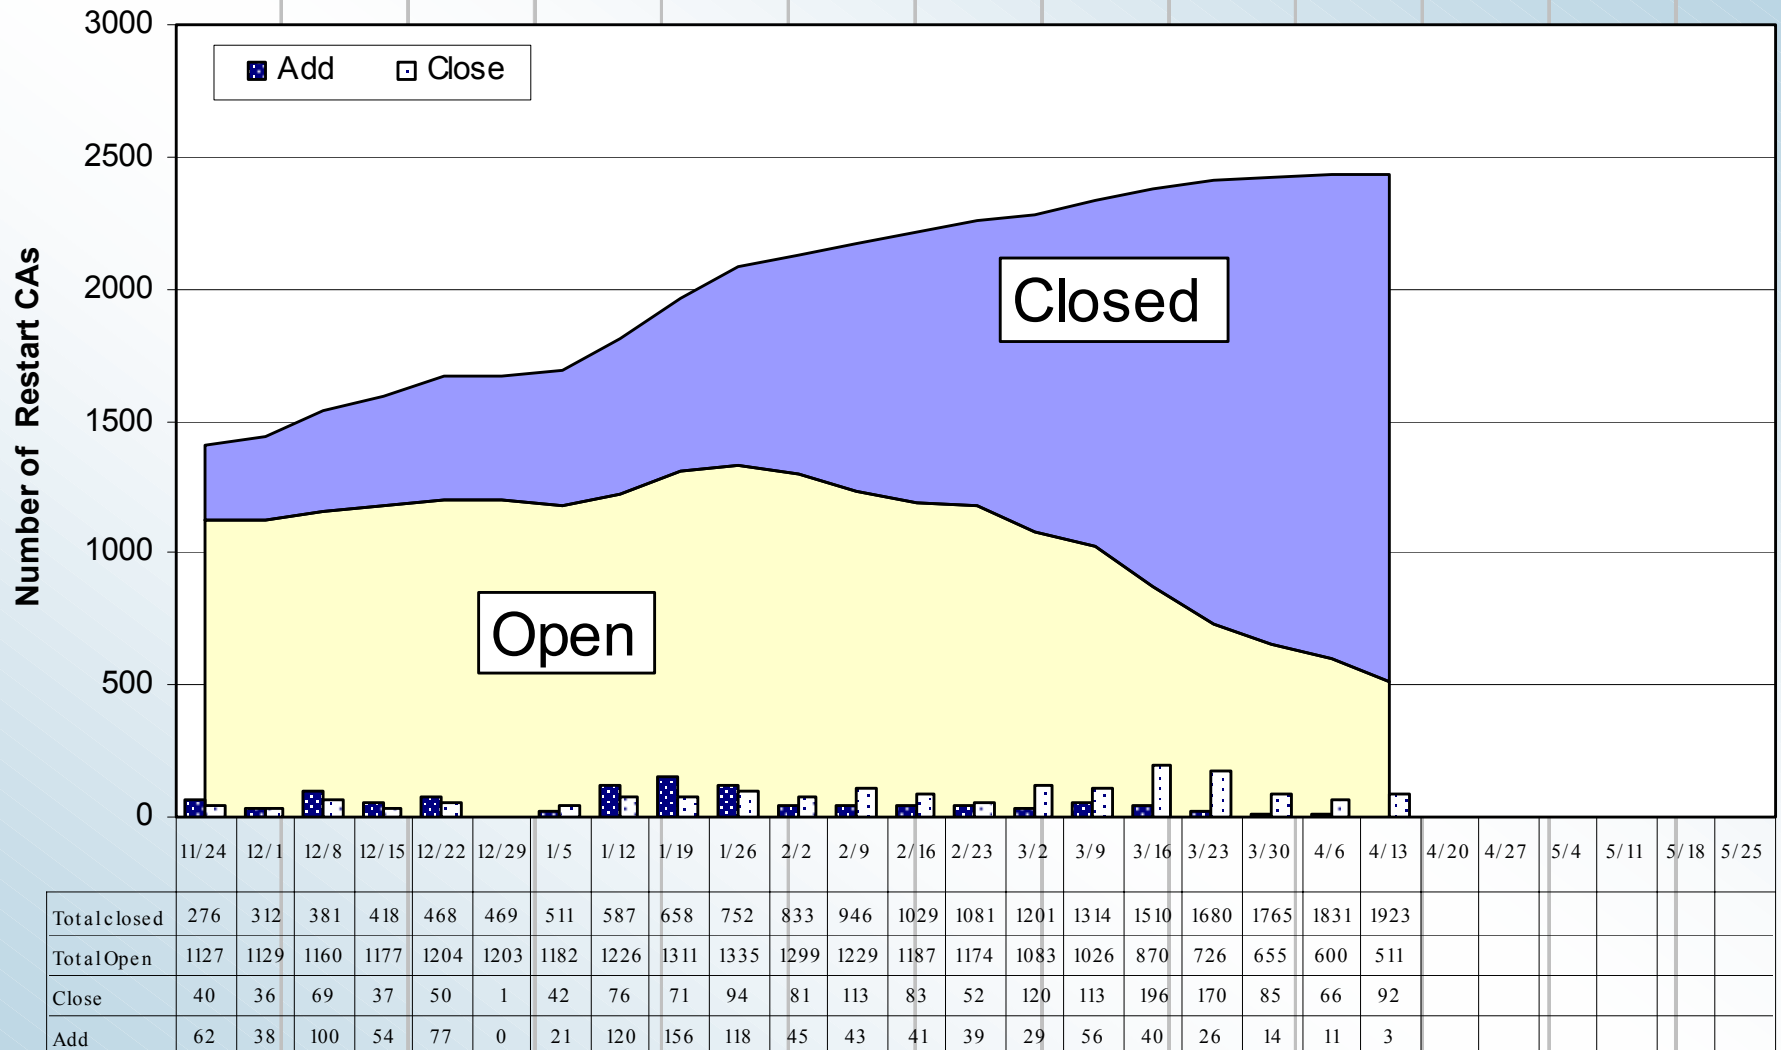 3000
2500
2000
1500
1000
500
0
Number of Restart CAs
Add Close
Closed
Open
11/24 12/1 12/8 12/15 12/22 12/29 1/5 1/12 1/19 1/26 2/2 2/9 2/16 2/23 3/2 3/9 3/16 3/23 3/30 4/6 4/13 4/20 4/27 5/4 5/11 5/18 5/25
Total closed 276 312 381 418 468 469 511 587 658 752 833 946 1029 1081 1201 1314 1510 1680 1765 1831 1923
Total Open 1127 1129 1160 1177 1204 1203 1182 1226 1311 1335 1299 1229 1187 1174 1083 1026 870 726 655 600 511
Close 40 36 69 37 50 1 42 76 71 94 81 113 83 52 120 113 196 170 85 66 92
Add 62 38 100 54 77 0 21 120 156 118 45 43 41 39 29 56 40 26 14 11 3